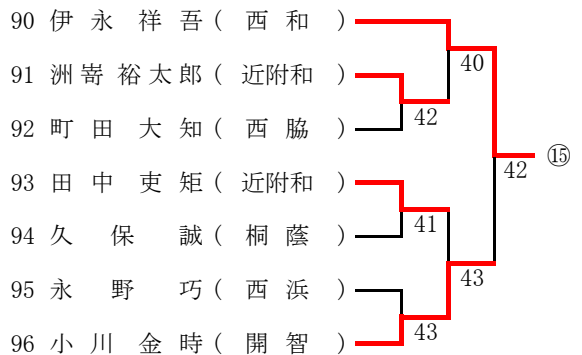 90 伊永祥吾(西和)
40
91 洲嵜裕太郎(近附和)
42
92 町田大知(西脇)
42 ⑮
93 田中吏矩(近附和)
41
94 久保誠(桐蔭)
43
95 永野巧(西浜)
43
96 小川金時(開智)